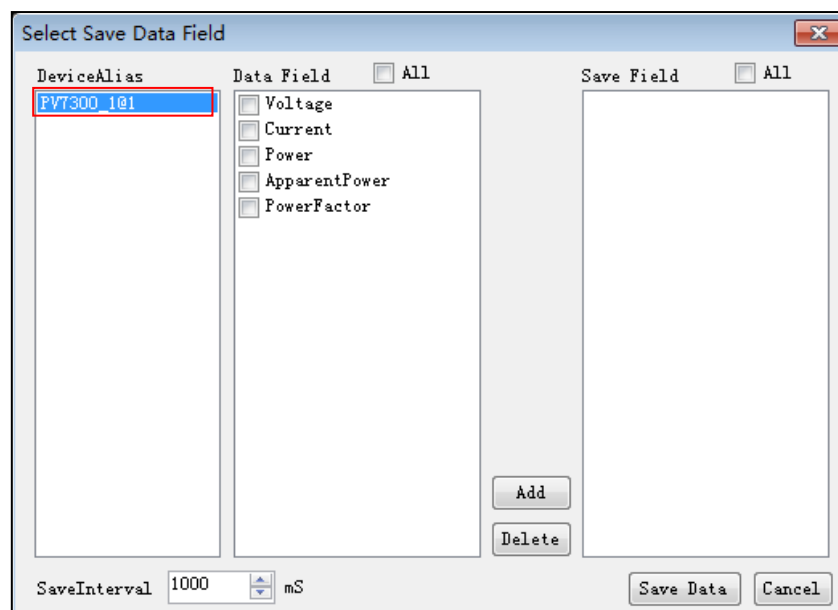 Select Save Data Field
DeviceAlias
Data Field
All
Save Field
All
PV7300_1@1
Voltage
Current
Power
ApparentPower
PowerFactor
Add
Delete
SaveInterval 1000 mS
Save Data
Cancel